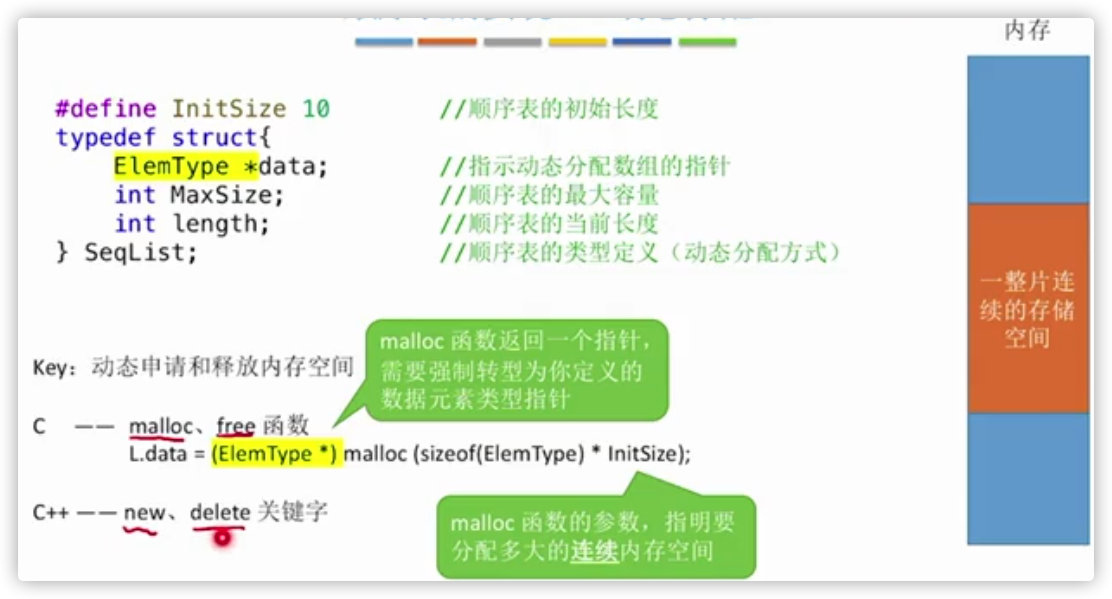 内存
#define InitSize 10 //顺序表的初始长度
typedef struct{
ElemType *data; //指示动态分配数组的指针
int MaxSize; //顺序表的最大容量
int length; //顺序表的当前长度
} SeqList; //顺序表的类型定义（动态分配方式）
一整片连
续的存储
空间
malloc 函数返回一个指针，
需要强制转型为你定义的
数据元素类型指针
Key：动态申请和释放内存空间
C —— malloc、free 函数
L.data = (ElemType *) malloc (sizeof(ElemType) * InitSize);
C++ —— new、delete 关键字
malloc 函数的参数，指明要
分配多大的连续内存空间